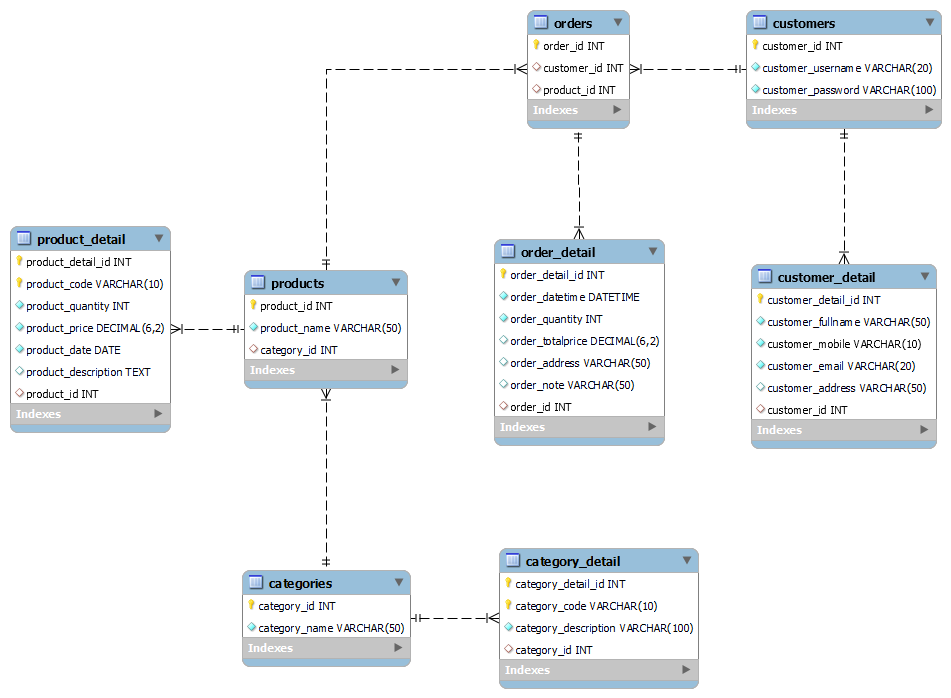 orders
order_id INT
customer_id INT
product_id INT
Indexes
customers
customer_id INT
customer_username VARCHAR(20)
customer_password VARCHAR(100)
Indexes
product_detail
product_detail_id INT
product_code VARCHAR(10)
product_quantity INT
product_price DECIMAL(6,2)
product_date DATE
product_description TEXT
product_id INT
Indexes
products
product_id INT
product_name VARCHAR(50)
category_id INT
Indexes
order_detail
order_detail_id INT
order_datetime DATETIME
order_quantity INT
order_totalprice DECIMAL(6,2)
order_address VARCHAR(50)
order_note VARCHAR(50)
order_id INT
Indexes
customer_detail
customer_detail_id INT
customer_fullname VARCHAR(50)
customer_mobile VARCHAR(10)
customer_email VARCHAR(20)
customer_address VARCHAR(50)
customer_id INT
Indexes
categories
category_id INT
category_name VARCHAR(50)
Indexes
category_detail
category_detail_id INT
category_code VARCHAR(10)
category_description VARCHAR(100)
category_id INT
Indexes